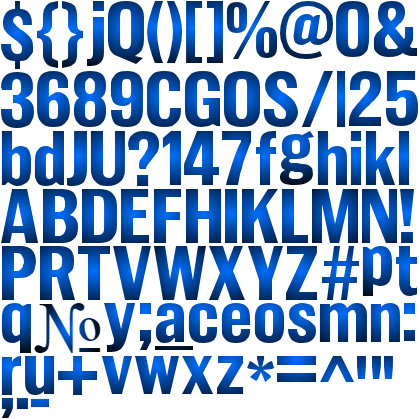 ${}jQ()[]%@0&
3689CGOS/|25
bdJU?147fghikl
ABDEFHIKLMN!
PRTVWXYZ#pt
q№y;aceosmn:
ru+vwxz*=^'"
,.-